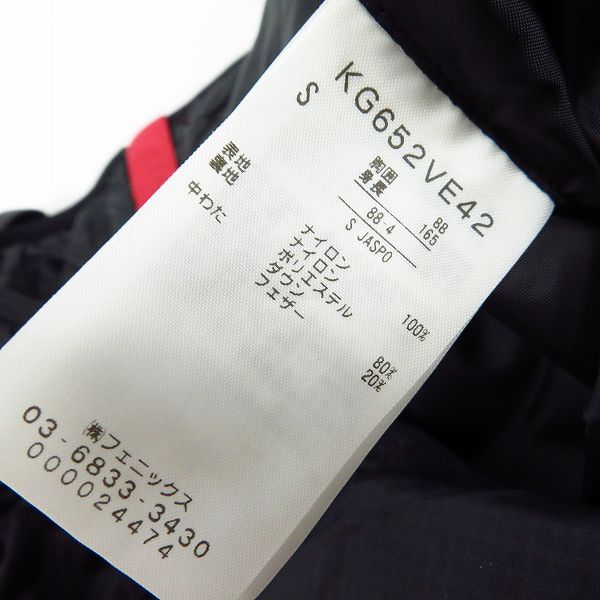 KG652VE42
S
胸囲 88
身長 165
88-4
S JASPO
表地 ナイロン
裏地 ナイロン
ポリエステル 100%
中わた ダウン 80%
フェザー 20%
㈱フェニックス
03-6833-3430
000024474